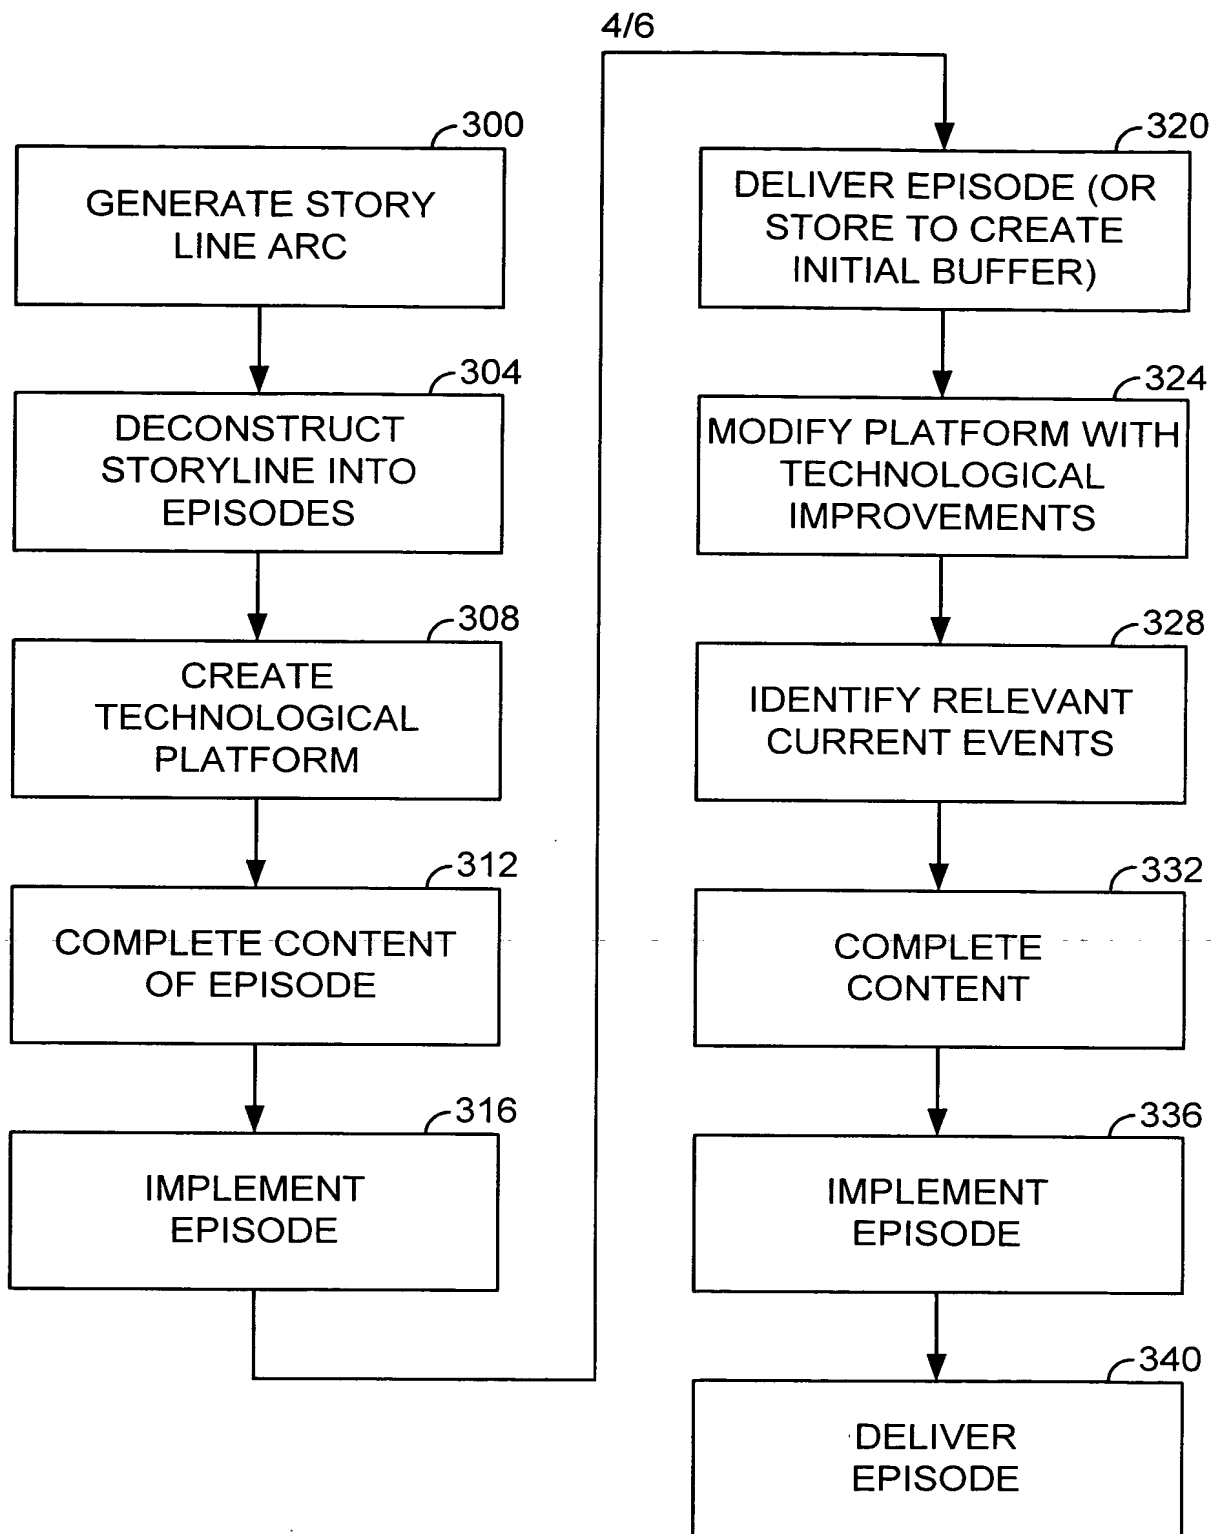 4/6
300
GENERATE STORY
LINE ARC
304
DECONSTRUCT
STORYLINE INTO
EPISODES
308
CREATE
TECHNOLOGICAL
PLATFORM
312
COMPLETE CONTENT
OF EPISODE
316
IMPLEMENT
EPISODE
320
DELIVER EPISODE (OR
STORE TO CREATE
INITIAL BUFFER)
324
MODIFY PLATFORM WITH
TECHNOLOGICAL
IMPROVEMENTS
328
IDENTIFY RELEVANT
CURRENT EVENTS
332
COMPLETE
CONTENT
336
IMPLEMENT
EPISODE
340
DELIVER
EPISODE